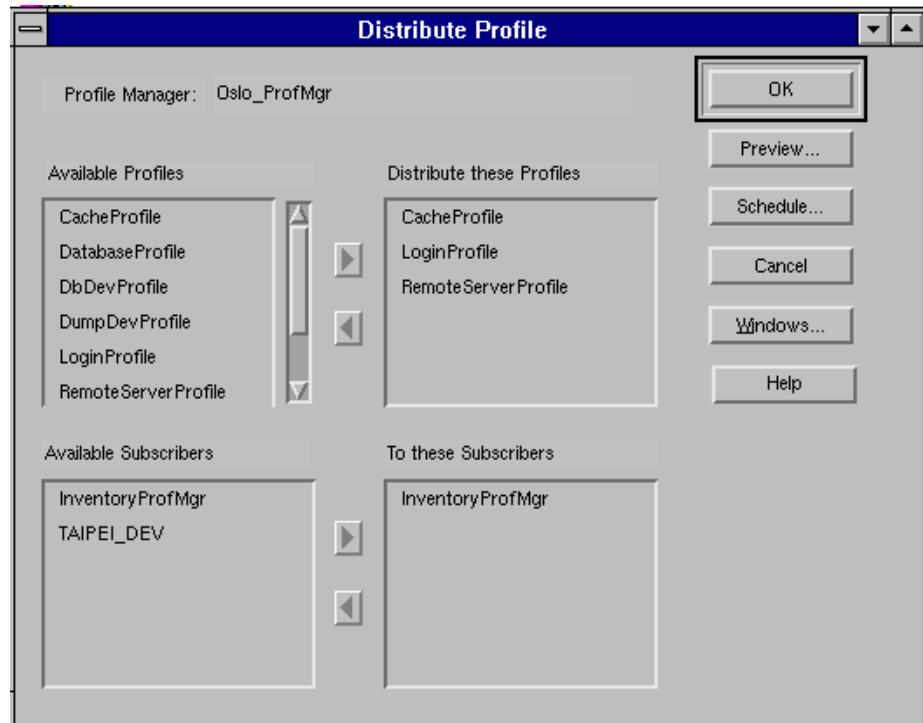 Distribute Profile
Profile Manager: Oslo_ProfMgr
OK
Preview...
Schedule...
Cancel
Windows...
Help
Available Profiles
CacheProfile
DatabaseProfile
DbDevProfile
DumpDevProfile
LoginProfile
RemoteServerProfile
Distribute these Profiles
CacheProfile
LoginProfile
RemoteServerProfile
Available Subscribers
InventoryProfMgr
TAIPEI_DEV
To these Subscribers
InventoryProfMgr